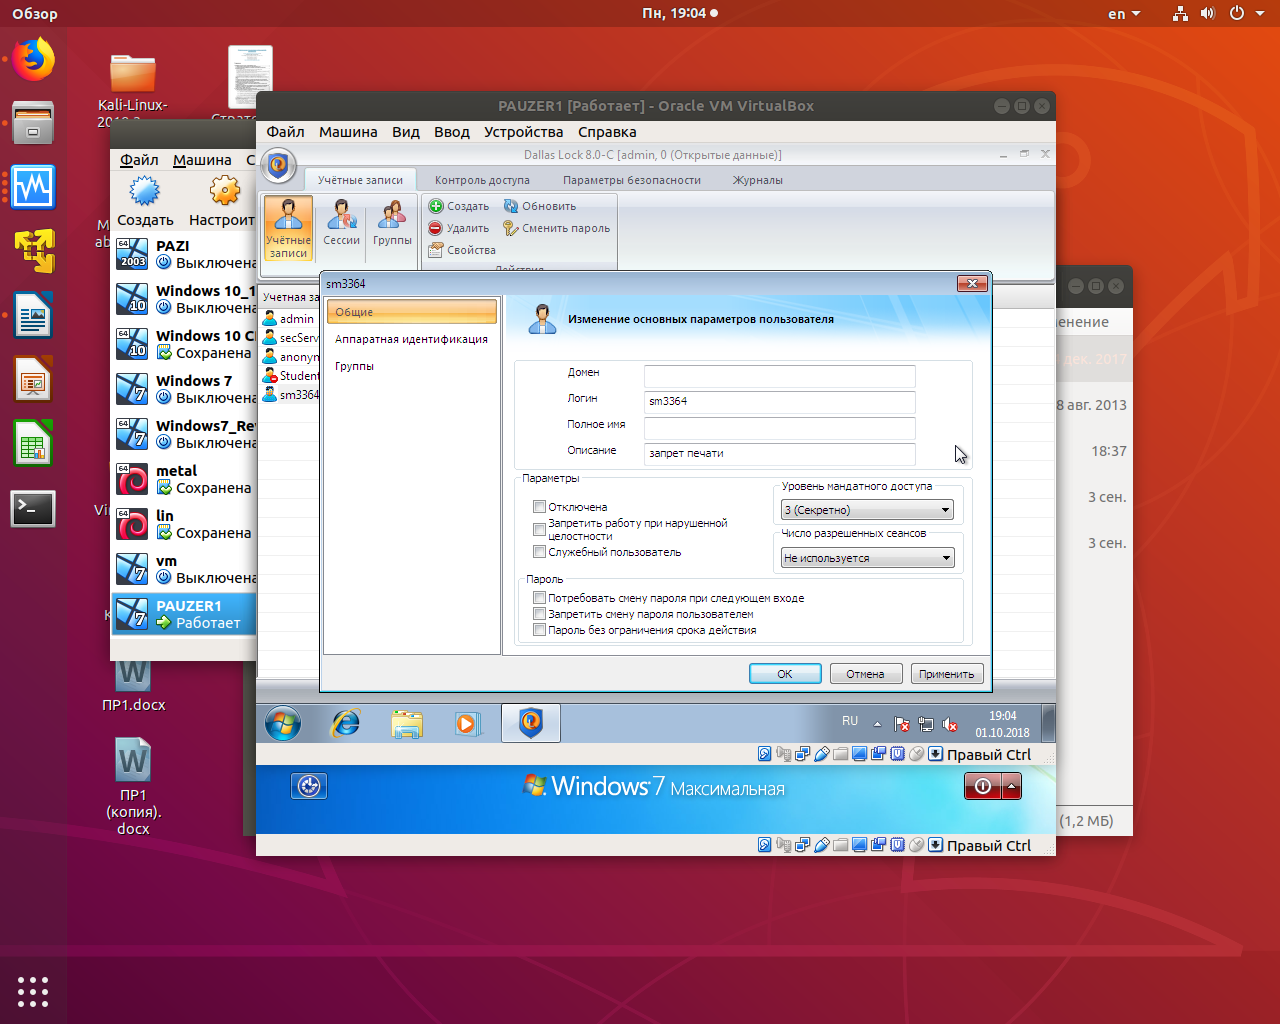 Обзор
Пн, 19:04
en
Kali-Linux-
PAUZER1 [Работает] - Oracle VM VirtualBox
Файл Машина Вид Ввод Устройства Справка
Dallas Lock 8.0-C [admin, 0 (Открытые данные)]
Учётные записи Контроль доступа Параметры безопасности Журналы
Учётные записи
Сессии
Группы
Создать
Удалить
Свойства
Обновить
Сменить пароль
Действия
Файл Машина С
Создать Настроит
PAZI
Выключена
Windows 10_1
Выключена
Windows 10 C
Сохранена
Windows 7
Выключена
Windows7_Re
Выключена
metal
Сохранена
lin
Сохранена
vm
Выключена
PAUZER1
Работает
Учетная за
admin
secServ
anonym
Student
sm3364
sm3364
Общие
Аппаратная идентификация
Группы
Изменение основных параметров пользователя
Домен
Логин sm3364
Полное имя
Описание запрет печати
Параметры
Отключена
Запретить работу при нарушенной
целостности
Служебный пользователь
Уровень мандатного доступа
3 (Секретно)
Число разрешенных сеансов
Не используется
Пароль
Потребовать смену пароля при следующем входе
Запретить смену пароля пользователем
Пароль без ограничения срока действия
ОК Отмена Применить
енение
дек. 2017
8 авг. 2013
18:37
3 сен.
3 сен.
(1,2 МБ)
RU
19:04
01.10.2018
Правый Ctrl
Windows 7 Максимальная
Правый Ctrl
ПР1.docx
ПР1
(копия).
docx